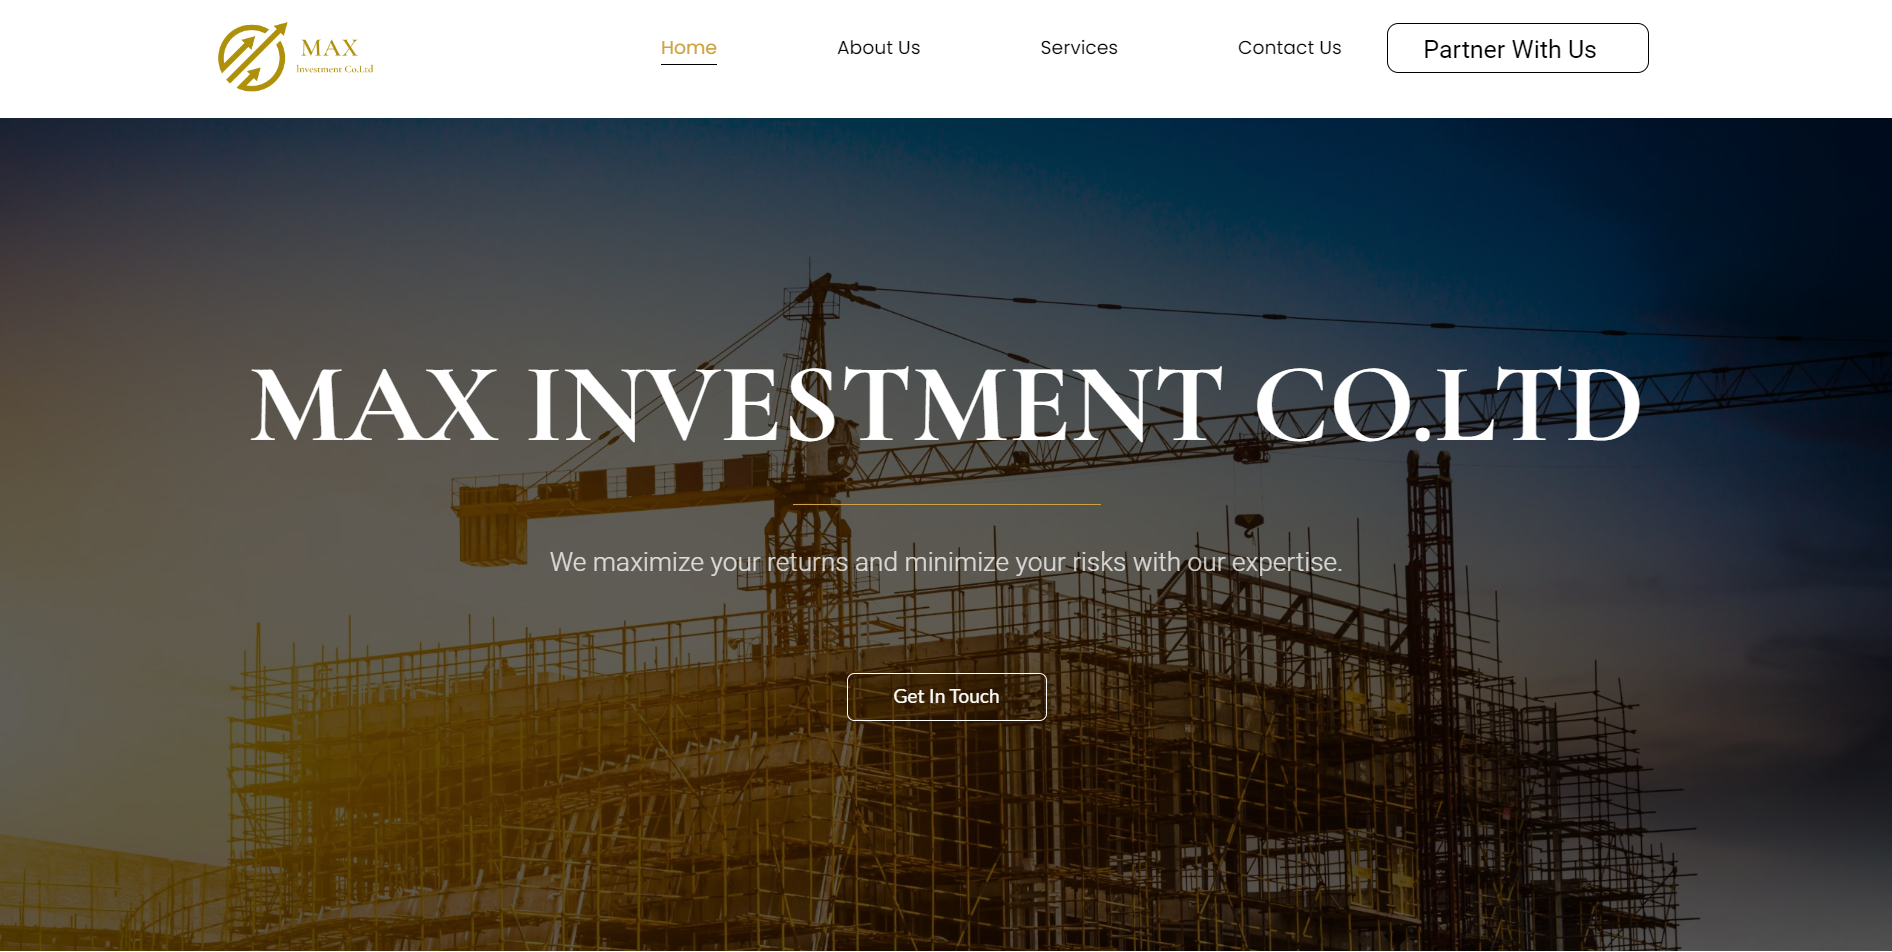 MAX
Investment Co.Ltd
Home
About Us
Services
Contact Us
Partner With Us
MAX INVESTMENT CO.LTD
We maximize your returns and minimize your risks with our expertise.
Get In Touch